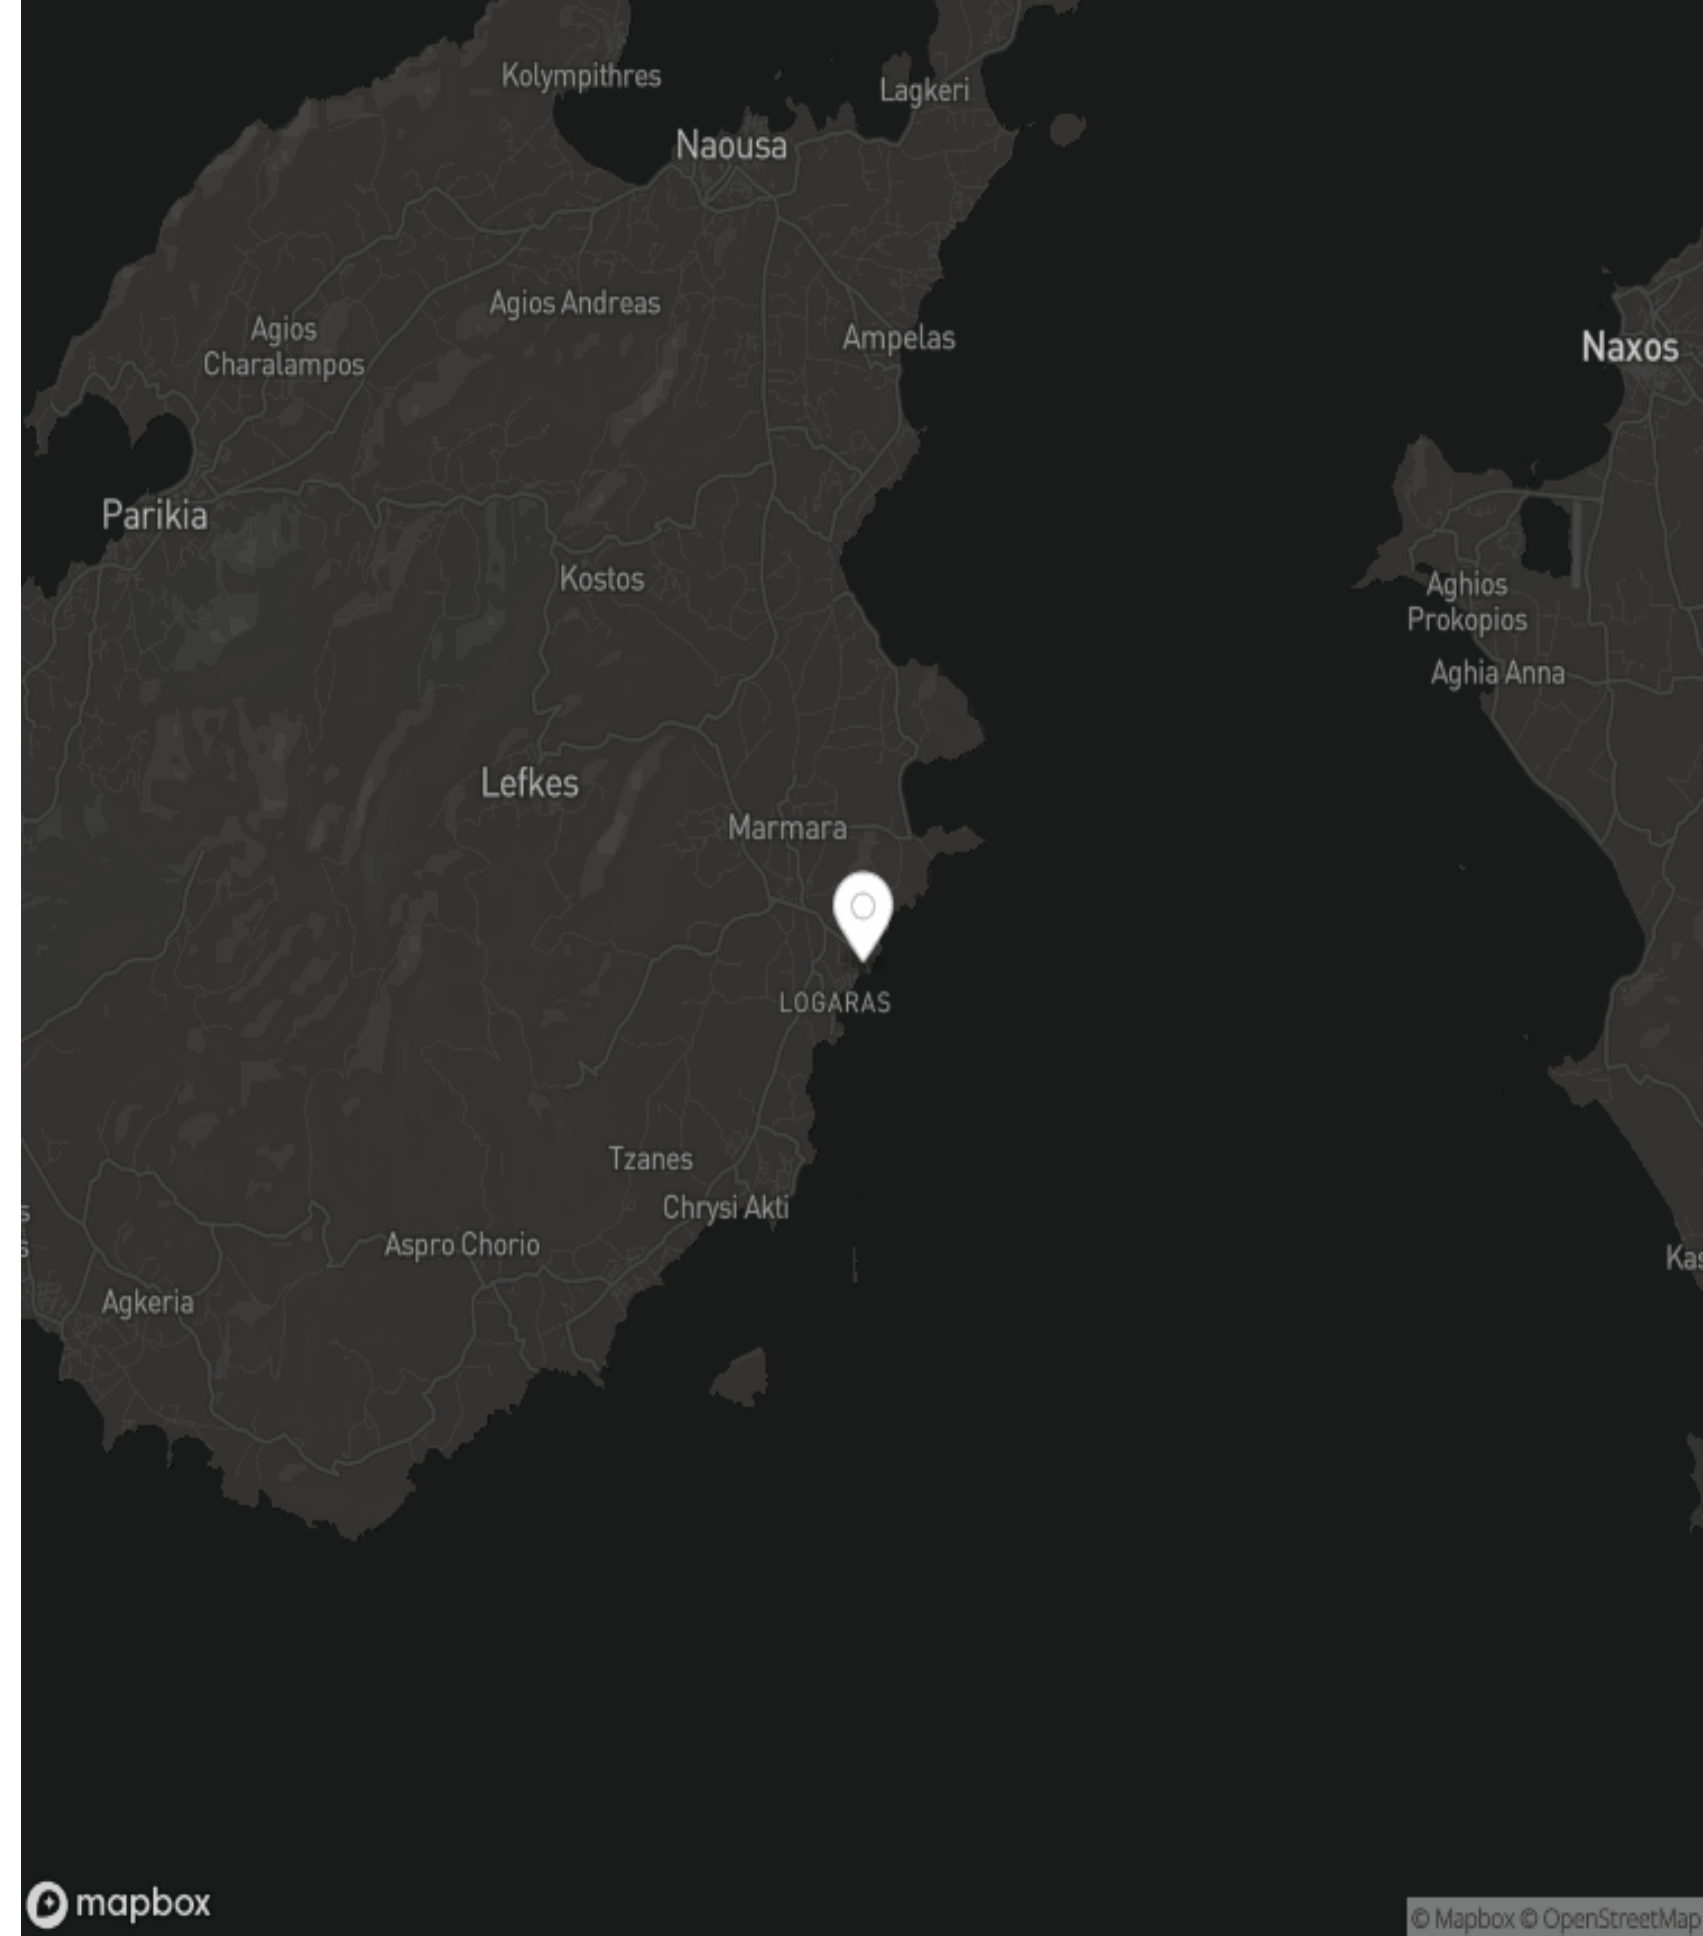 Kolympithres
Lagkeri
Naousa
Agios Andreas
Agios
Charalampos
Ampelas
Naxos
Parikia
Kostos
Aghios
Prokopios
Aghia Anna
Lefkes
Marmara
LOGARAS
Tzanes
Chrysi Akti
s
s
Aspro Chorio
Kas
Agkeria
mapbox
© Mapbox © OpenStreetMap